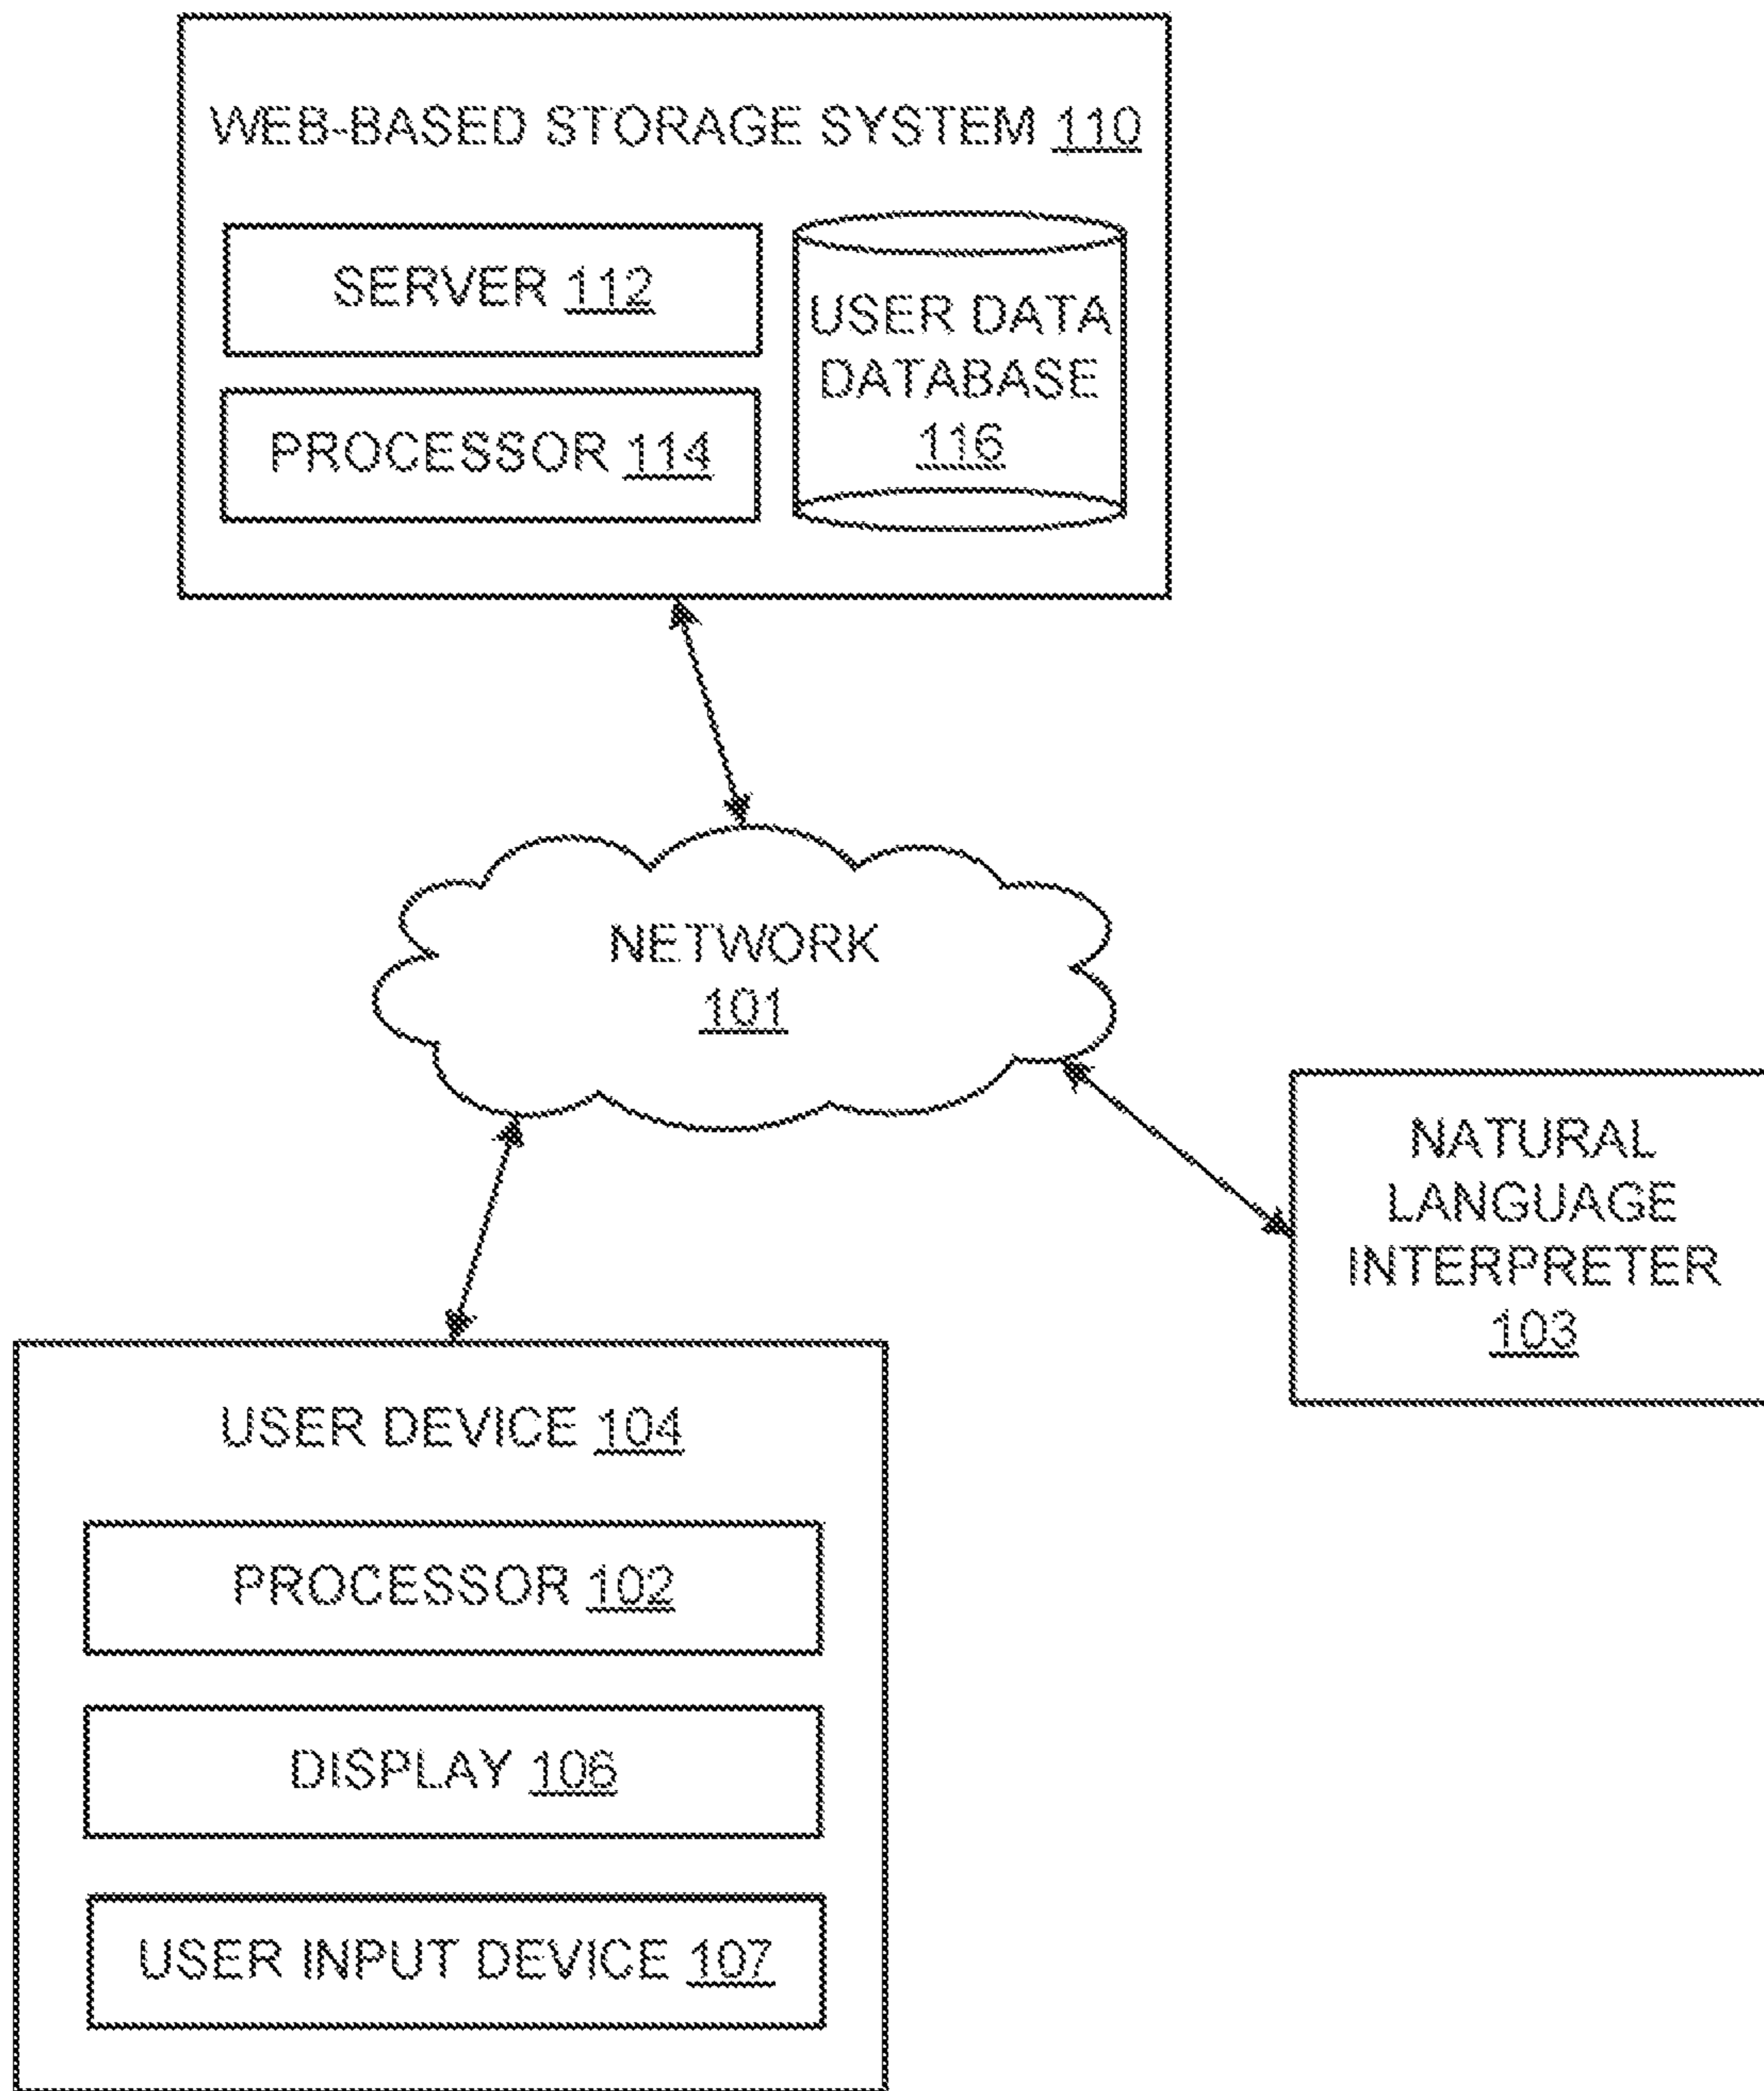 WEB-BASED STORAGE SYSTEM 110
SERVER 112
PROCESSOR 114
USER DATA
DATABASE
116
NETWORK
101
NATURAL
LANGUAGE
INTERPRETER
103
USER DEVICE 104
PROCESSOR 102
DISPLAY 106
USER INPUT DEVICE 107